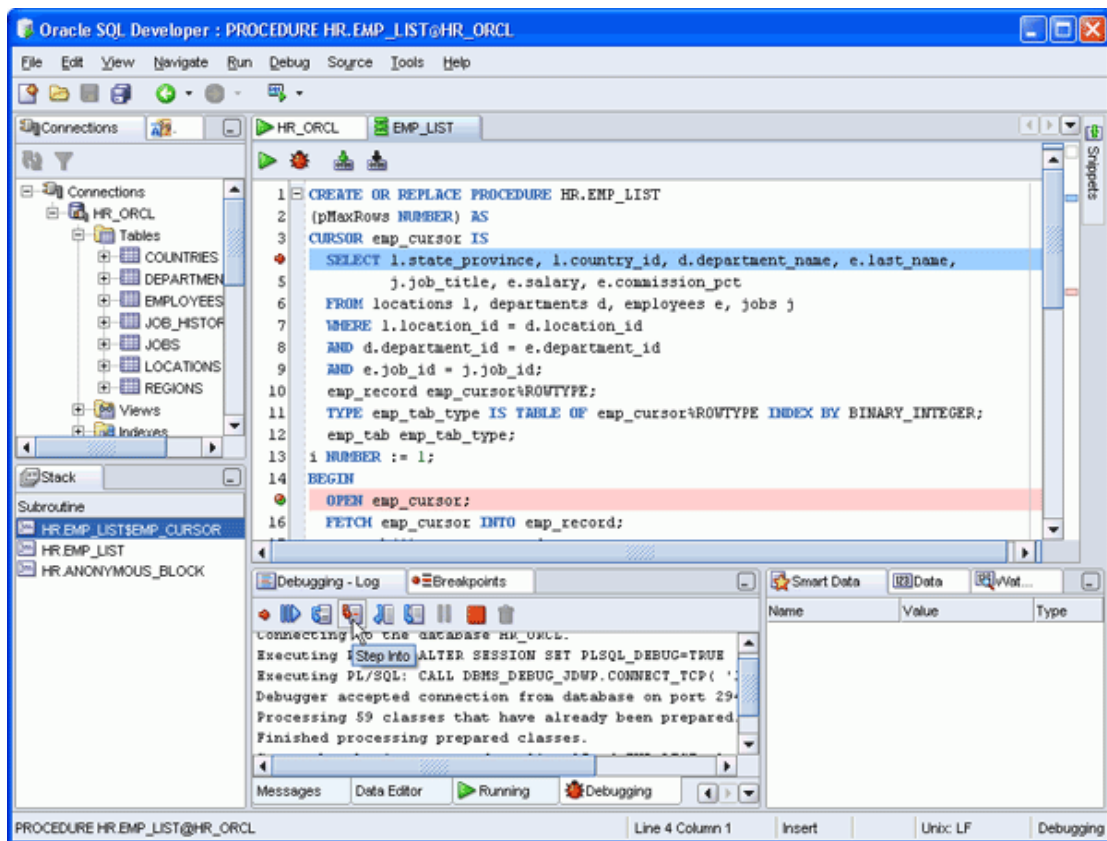 Oracle SQL Developer : PROCEDURE HR.EMP_LIST@HR_ORCL
File Edit View Navigate Run Debug Source Tools Help
Connections
HR_ORCL
EMP_LIST
Snippets
Connections
HR_ORCL
Tables
COUNTRIES
DEPARTMEN
EMPLOYEES
JOB_HISTOR
JOBS
LOCATIONS
REGIONS
Views
Indexes
1 CREATE OR REPLACE PROCEDURE HR.EMP_LIST
2 (pMaxRows NUMBER) AS
3 CURSOR emp_cursor IS
SELECT l.state_province, l.country_id, d.department_name, e.last_name,
5 j.job_title, e.salary, e.commission_pct
6 FROM locations l, departments d, employees e, jobs j
7 WHERE l.location_id = d.location_id
8 AND d.department_id = e.department_id
9 AND e.job_id = j.job_id;
10 emp_record emp_cursor%ROWTYPE;
11 TYPE emp_tab_type IS TABLE OF emp_cursor%ROWTYPE INDEX BY BINARY_INTEGER;
12 emp_tab emp_tab_type;
13 i NUMBER := 1;
14 BEGIN
OPEN emp_cursor;
16 FETCH emp_cursor INTO emp_record;
Stack
Subroutine
HR.EMP_LIST$EMP_CURSOR
HR.EMP_LIST
HR.ANONYMOUS_BLOCK
Debugging - Log
Breakpoints
Connecting to the database HR_ORCL.
Executing ALTER SESSION SET PLSQL_DEBUG=TRUE
Step Into
Executing PL/SQL: CALL DBMS_DEBUG_JDWP.CONNECT_TCP( '
Debugger accepted connection from database on port 294
Processing 59 classes that have already been prepared.
Finished processing prepared classes.
Messages Data Editor Running Debugging
Smart Data Data Wat...
Name Value Type
PROCEDURE HR.EMP_LIST@HR_ORCL Line 4 Column 1 Insert Unix: LF Debugging